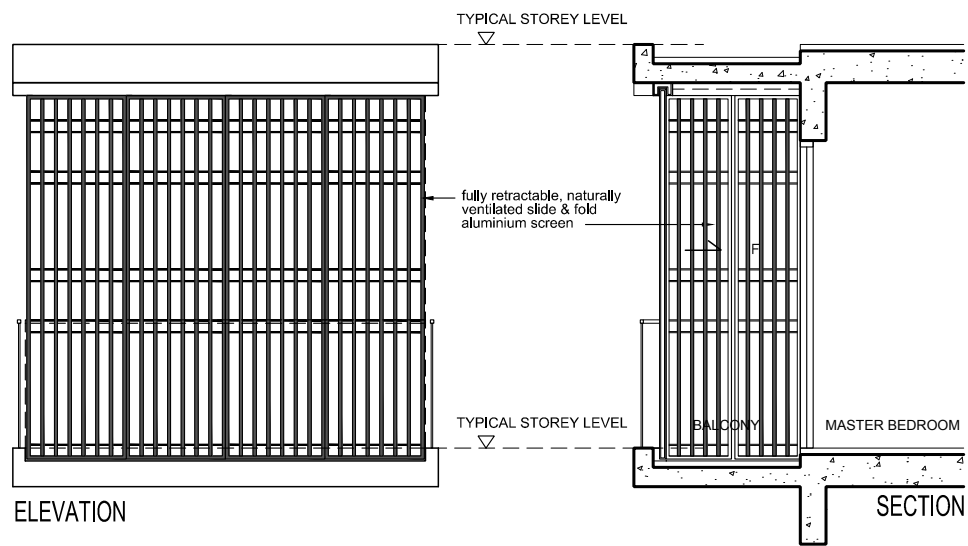 TYPICAL STOREY LEVEL
fully retractable, naturally
ventilated slide & fold
aluminium screen
F
TYPICAL STOREY LEVEL
BALCONY
MASTER BEDROOM
ELEVATION
SECTION